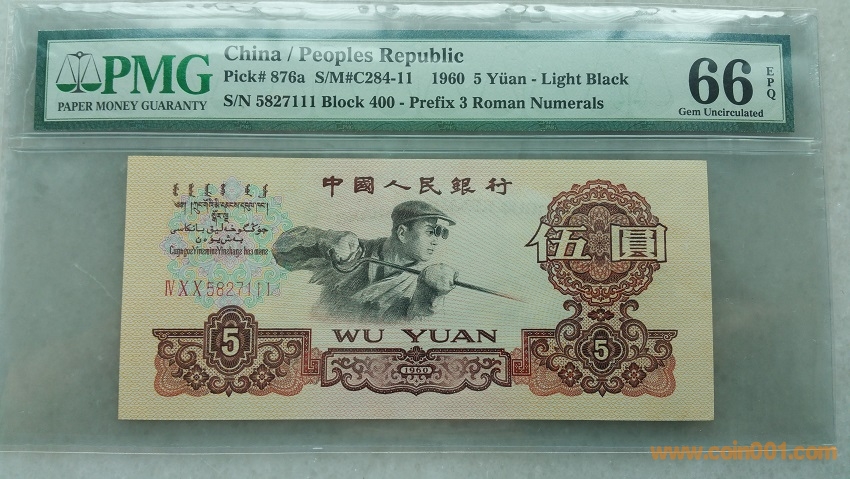 PMG
PAPER MONEY GUARANTY
China / Peoples Republic
Pick# 876a S/M#C284-11 1960 5 Yüan - Light Black
S/N 5827111 Block 400 - Prefix 3 Roman Numerals
66 EPQ
Gem Uncirculated
中國人民銀行
伍圓
Ⅳ Ⅹ Ⅹ 5827111
WU YUAN
5
1960
5
www.coin001.com